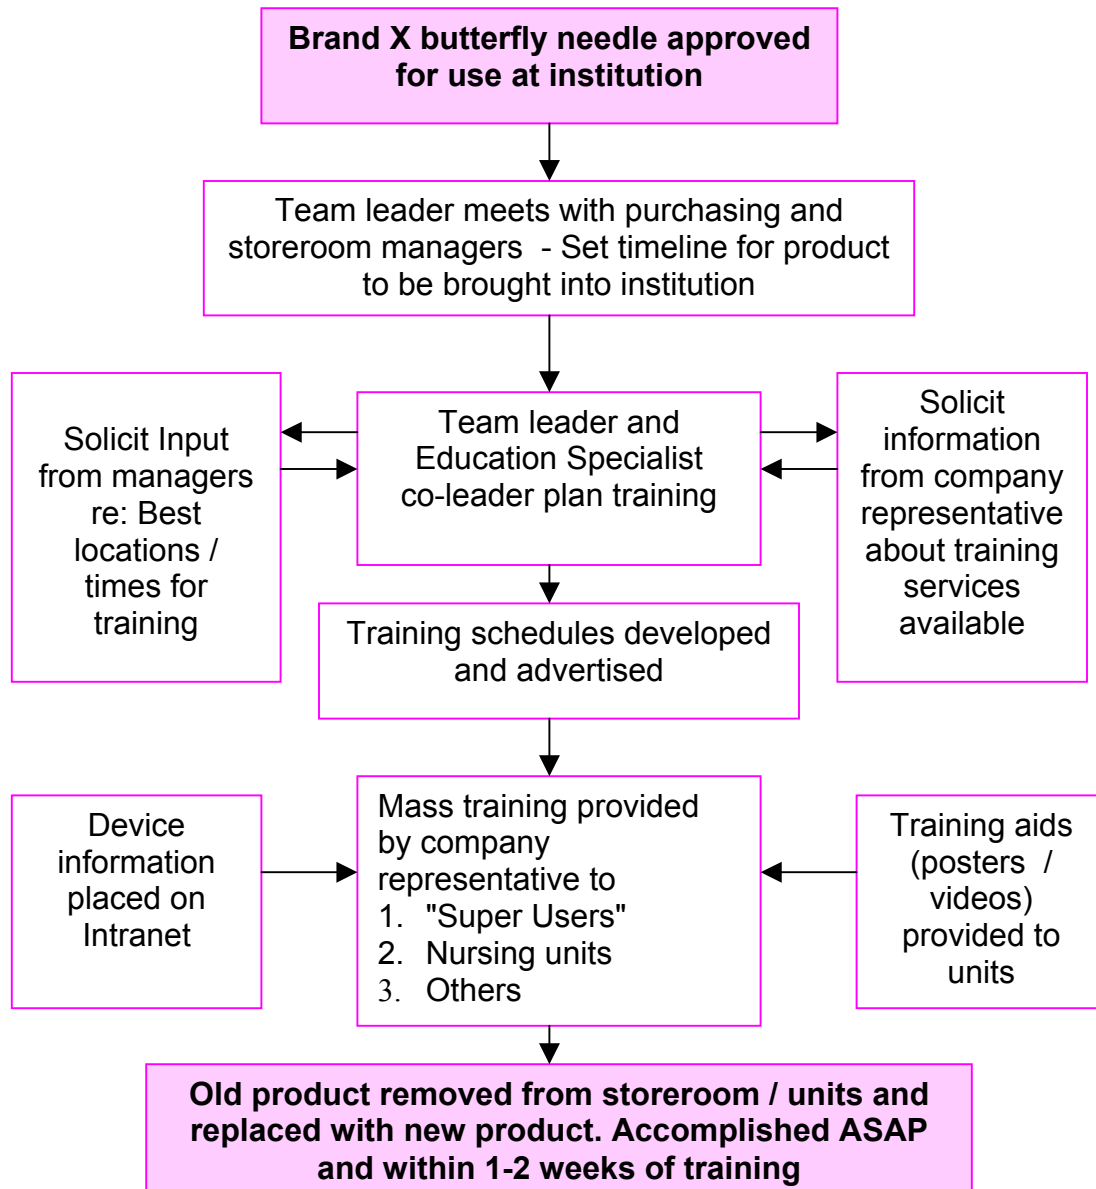 Brand X butterfly needle approved
for use at institution
Team leader meets with purchasing and
storeroom managers  - Set timeline for product
to be brought into institution
Solicit Input
from managers
re: Best
locations /
times for
training
Team leader and
Education Specialist
co-leader plan training
Solicit
information
from company
representative
about training
services
available
Training schedules developed
and advertised
Device
information
placed on
Intranet
Mass training provided
by company
representative to
1. "Super Users"
2. Nursing units
3. Others
Training aids
(posters /
videos)
provided to
units
Old product removed from storeroom / units and
replaced with new product. Accomplished ASAP
and within 1-2 weeks of training